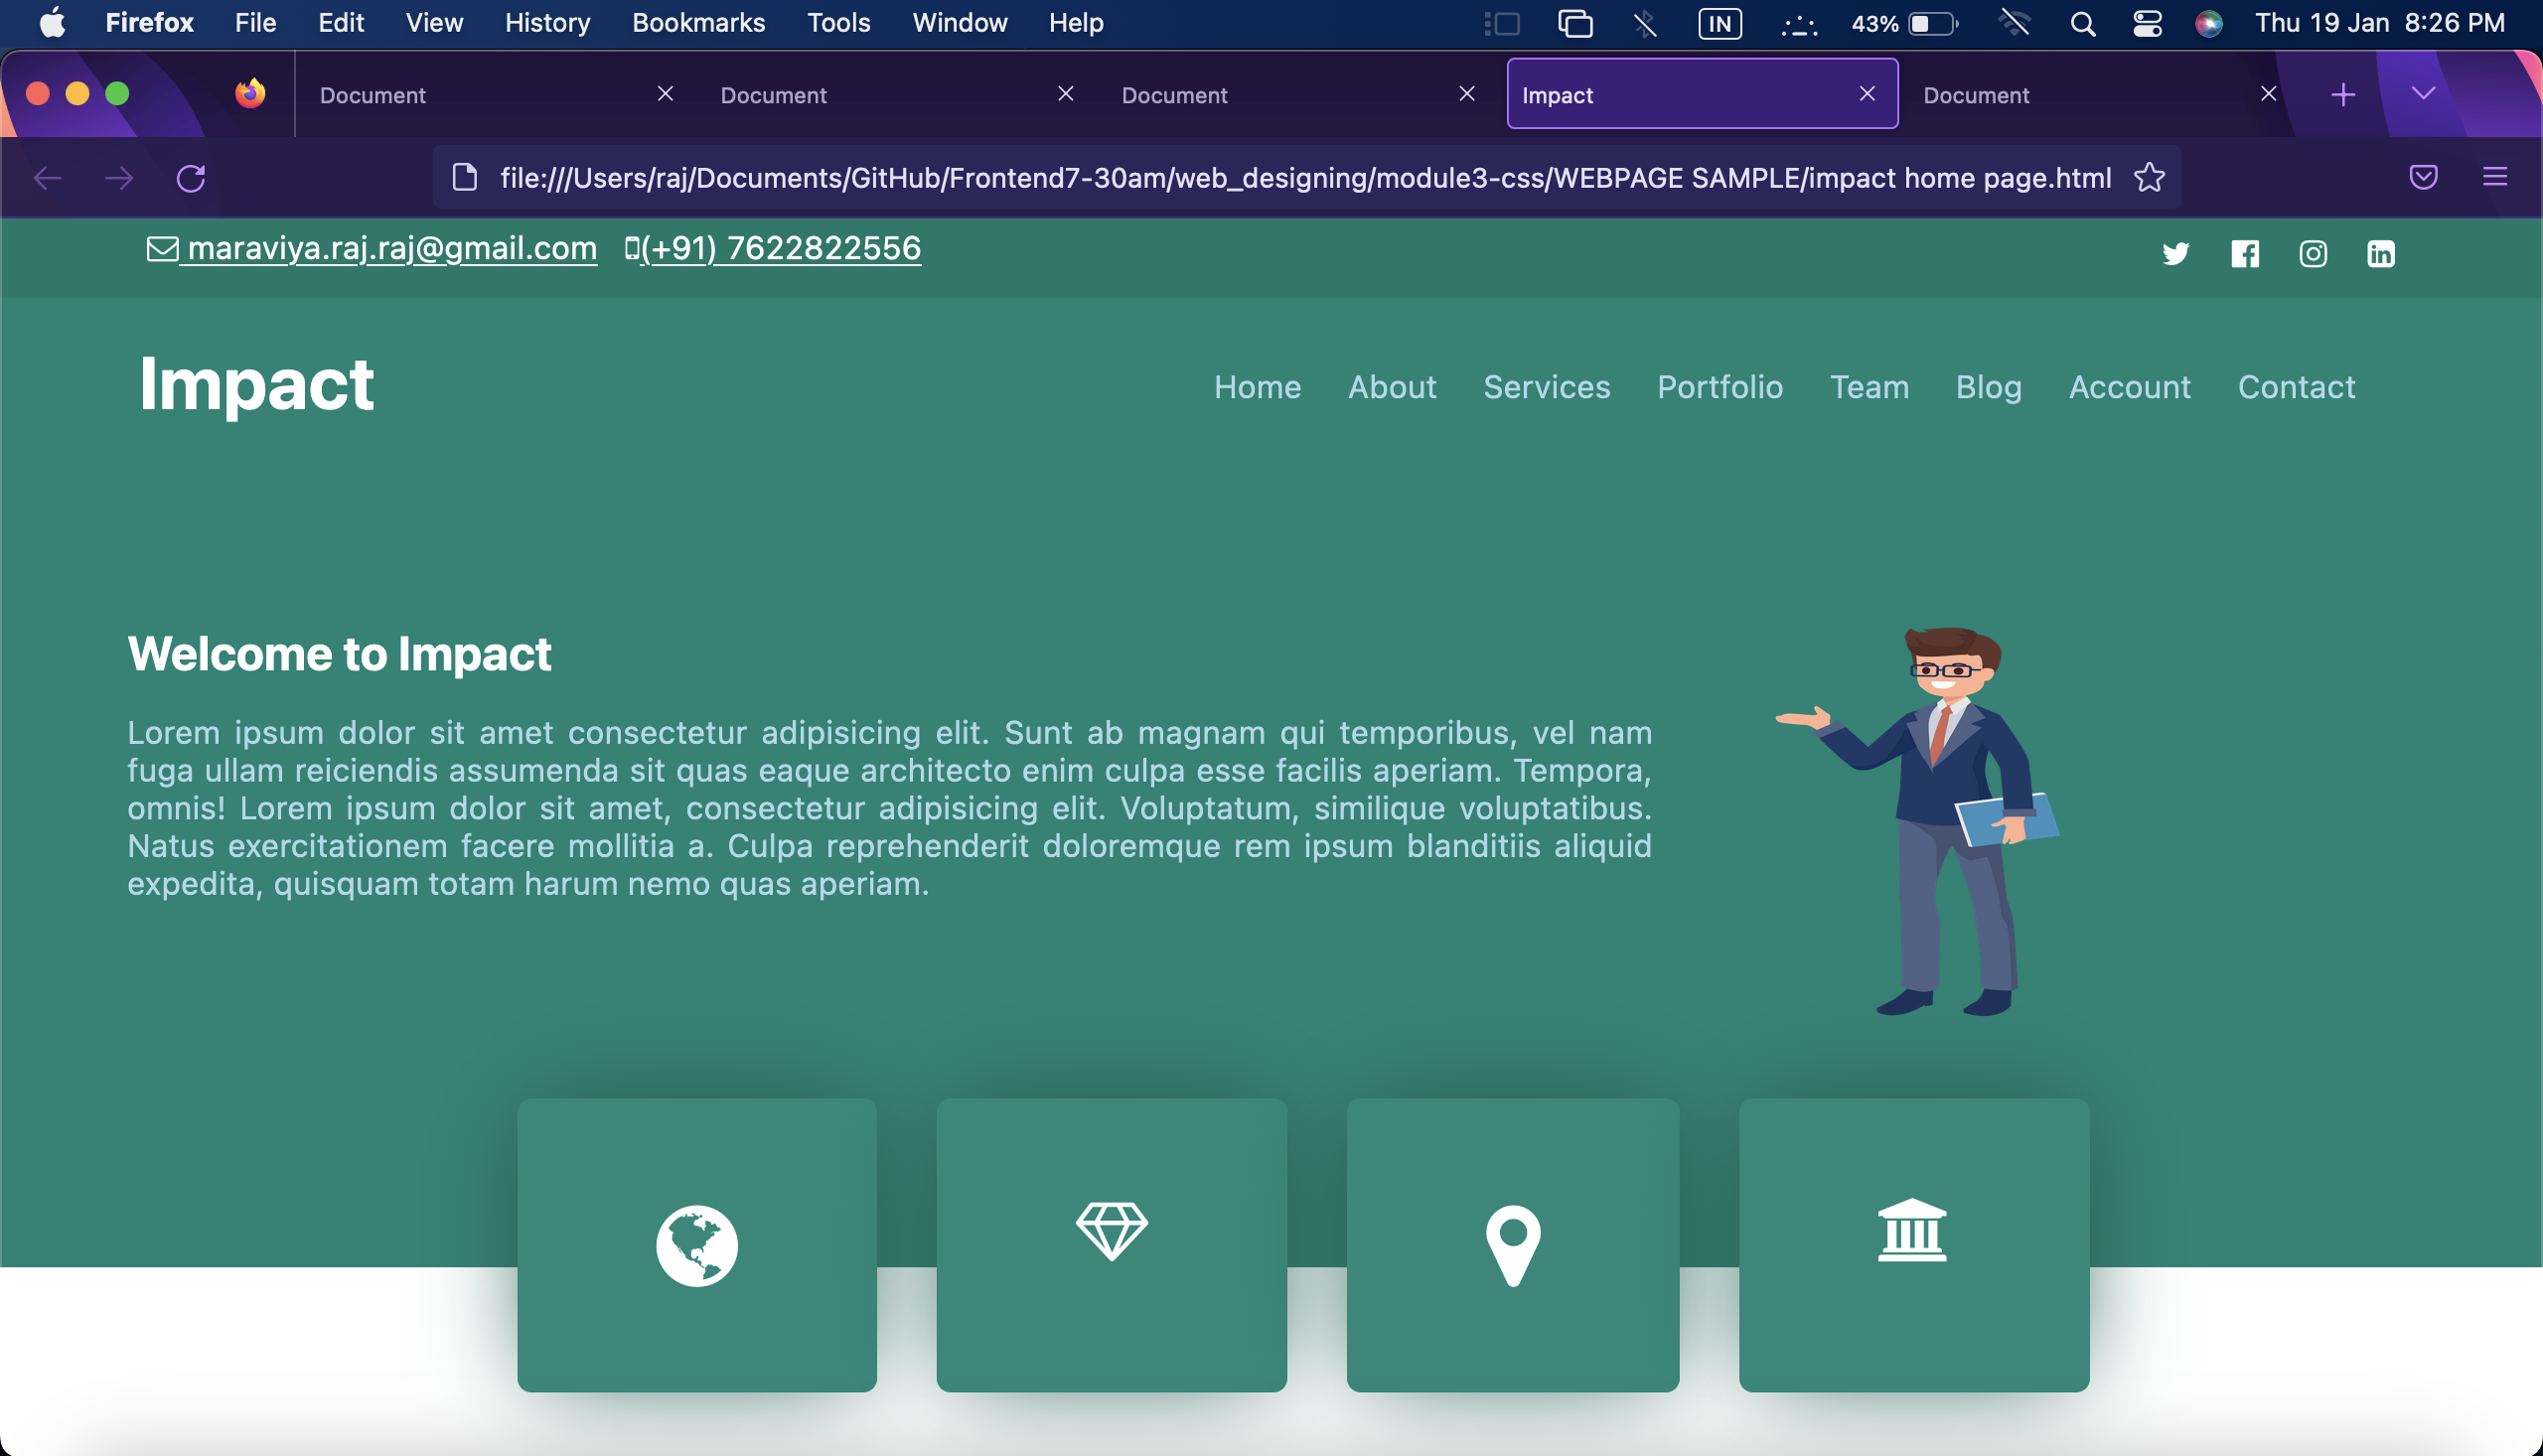 Firefox File Edit View History Bookmarks Tools Window Help IN 43% Thu 19 Jan 8:26 PM
Document Document Document Impact Document
file:///Users/raj/Documents/GitHub/Frontend7-30am/web_designing/module3-css/WEBPAGE SAMPLE/impact home page.html
maraviya.raj.raj@gmail.com (+91) 7622822556
Impact Home About Services Portfolio Team Blog Account Contact
Welcome to Impact
Lorem ipsum dolor sit amet consectetur adipisicing elit. Sunt ab magnam qui temporibus, vel nam
fuga ullam reiciendis assumenda sit quas eaque architecto enim culpa esse facilis aperiam. Tempora,
omnis! Lorem ipsum dolor sit amet, consectetur adipisicing elit. Voluptatum, similique voluptatibus.
Natus exercitationem facere mollitia a. Culpa reprehenderit doloremque rem ipsum blanditiis aliquid
expedita, quisquam totam harum nemo quas aperiam.